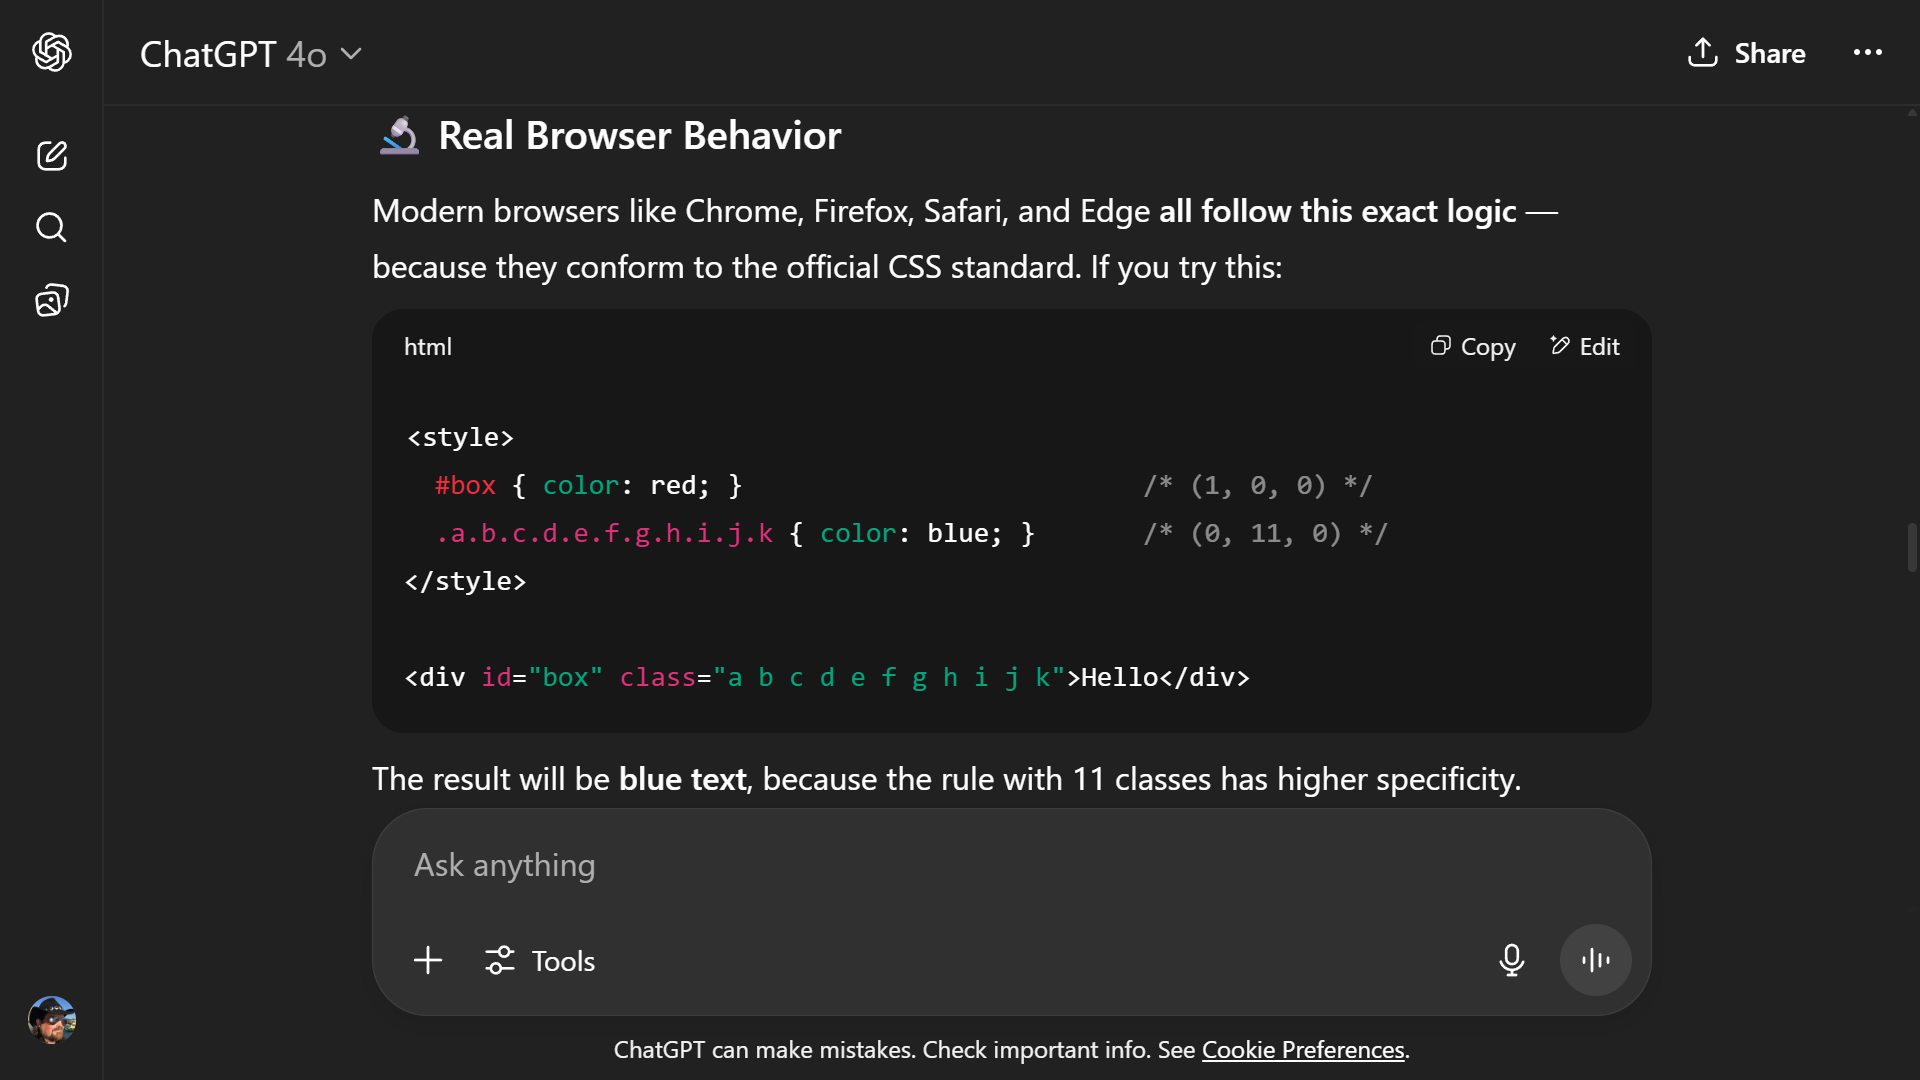 ChatGPT 4o
Share
Real Browser Behavior
Modern browsers like Chrome, Firefox, Safari, and Edge all follow this exact logic —
because they conform to the official CSS standard. If you try this:
html
Copy
Edit
<style>
  #box { color: red; }                          /* (1, 0, 0) */
  .a.b.c.d.e.f.g.h.i.j.k { color: blue; }       /* (0, 11, 0) */
</style>
<div id="box" class="a b c d e f g h i j k">Hello</div>
The result will be blue text, because the rule with 11 classes has higher specificity.
Ask anything
Tools
ChatGPT can make mistakes. Check important info. See Cookie Preferences.